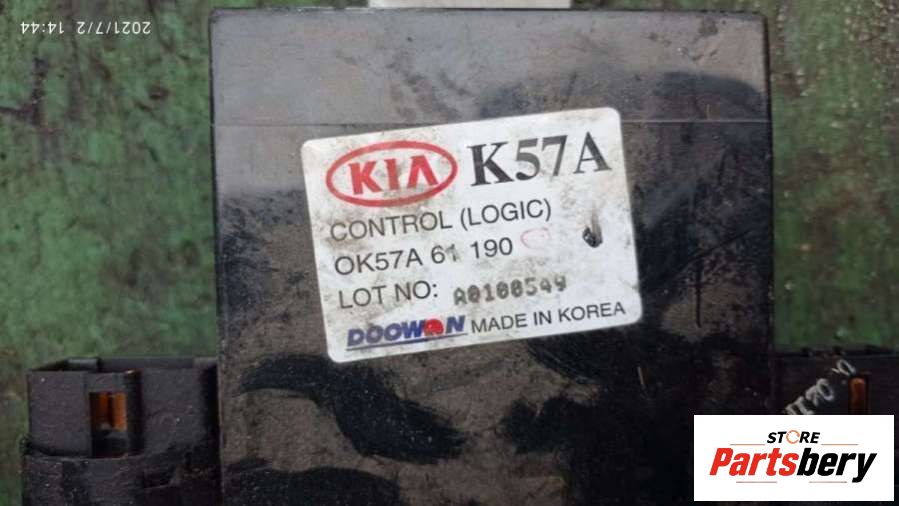 2021/7/2 14:44
KIA K57A
CONTROL (LOGIC)
OK57A 61 190
LOT NO: A0100549
DOOWON MADE IN KOREA
STORE
Partsbery